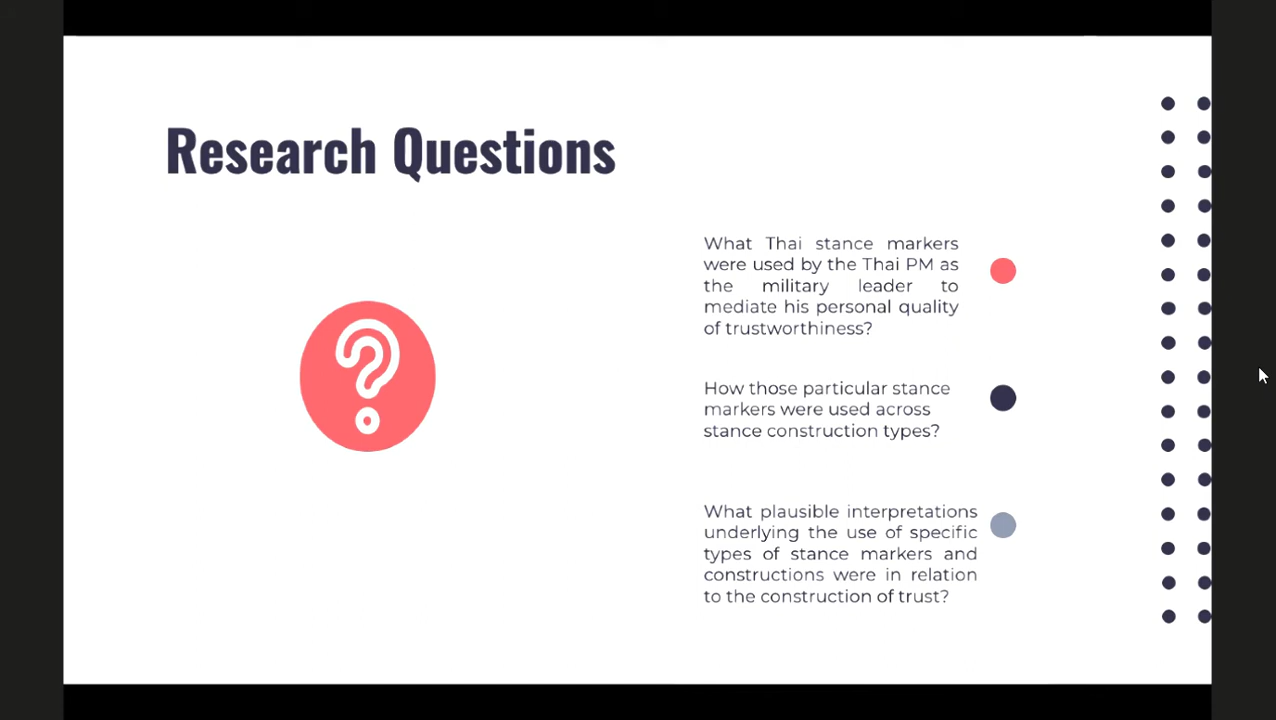 Research Questions
What Thai stance markers
were used by the Thai PM as
the military leader to
mediate his personal quality
of trustworthiness?
How those particular stance
markers were used across
stance construction types?
What plausible interpretations
underlying the use of specific
types of stance markers and
constructions were in relation
to the construction of trust?